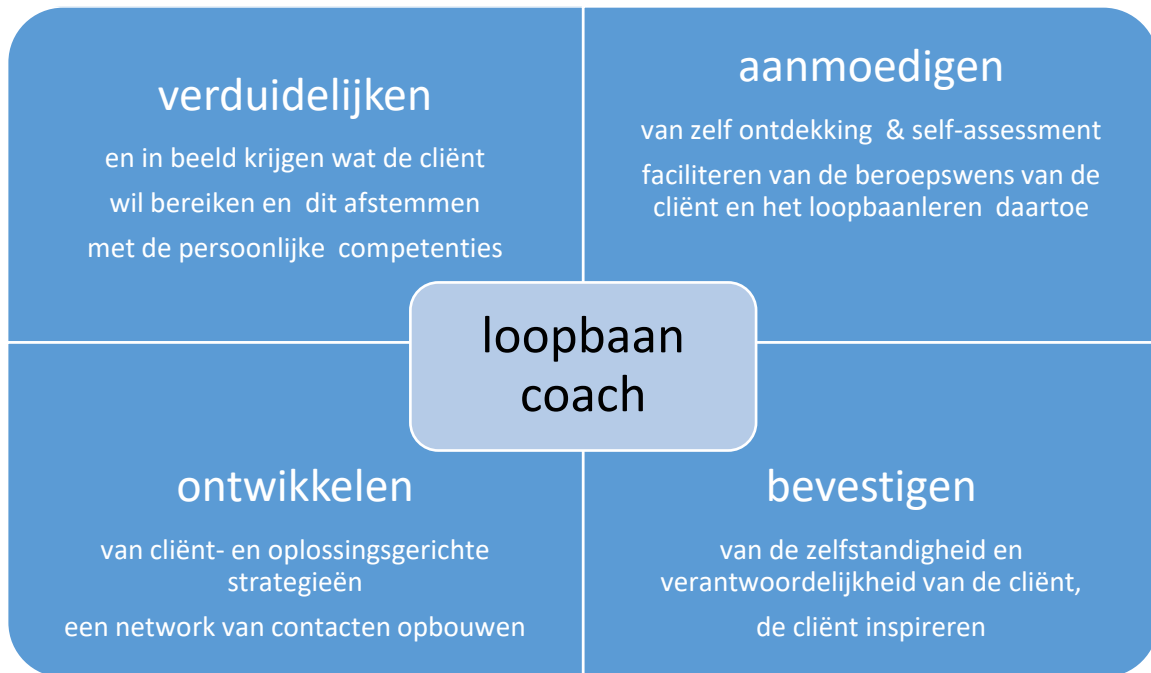 verduidelijken
en in beeld krijgen wat de cliënt
wil bereiken en dit afstemmen
met de persoonlijke competenties
aanmoedigen
van zelf ontdekking & self-assessment
faciliteren van de beroepswens van de
cliënt en het loopbaanleren daartoe
loopbaan
coach
ontwikkelen
van cliënt- en oplossingsgerichte
strategieën
een network van contacten opbouwen
bevestigen
van de zelfstandigheid en
verantwoordelijkheid van de cliënt,
de cliënt inspireren